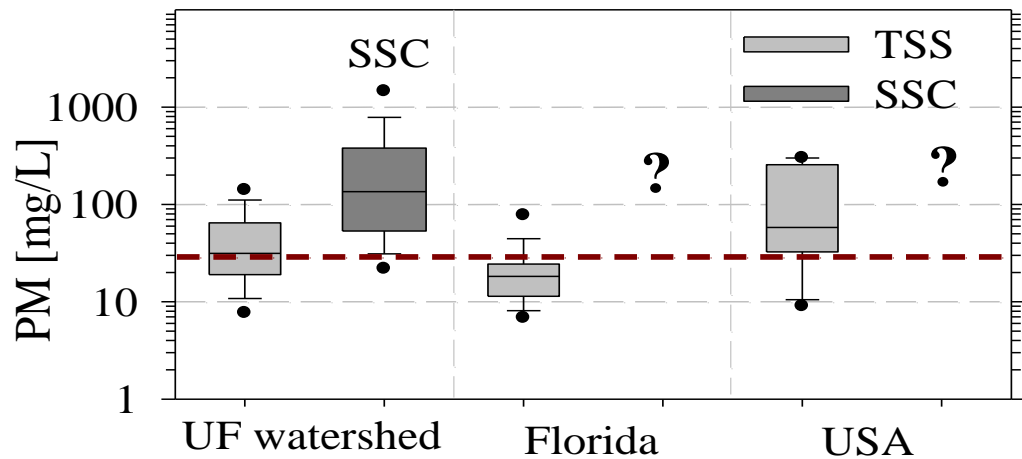 SSC
TSS
SSC
PM [mg/L]
1000
100
10
1
?
?
UF watershed
Florida
USA